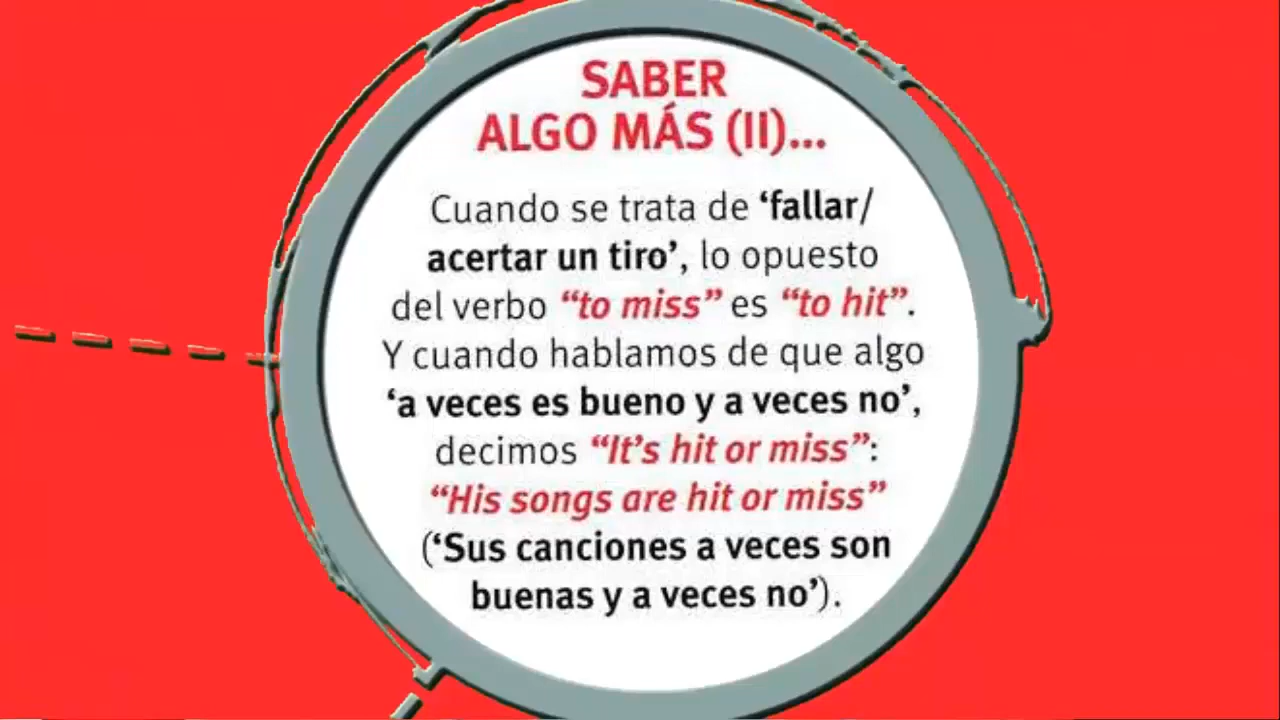 SABER
ALGO MÁS (II)...
Cuando se trata de ‘fallar/
acertar un tiro’, lo opuesto
del verbo “to miss” es “to hit”.
Y cuando hablamos de que algo
‘a veces es bueno y a veces no’,
decimos “It’s hit or miss”:
“His songs are hit or miss”
(‘Sus canciones a veces son
buenas y a veces no’).